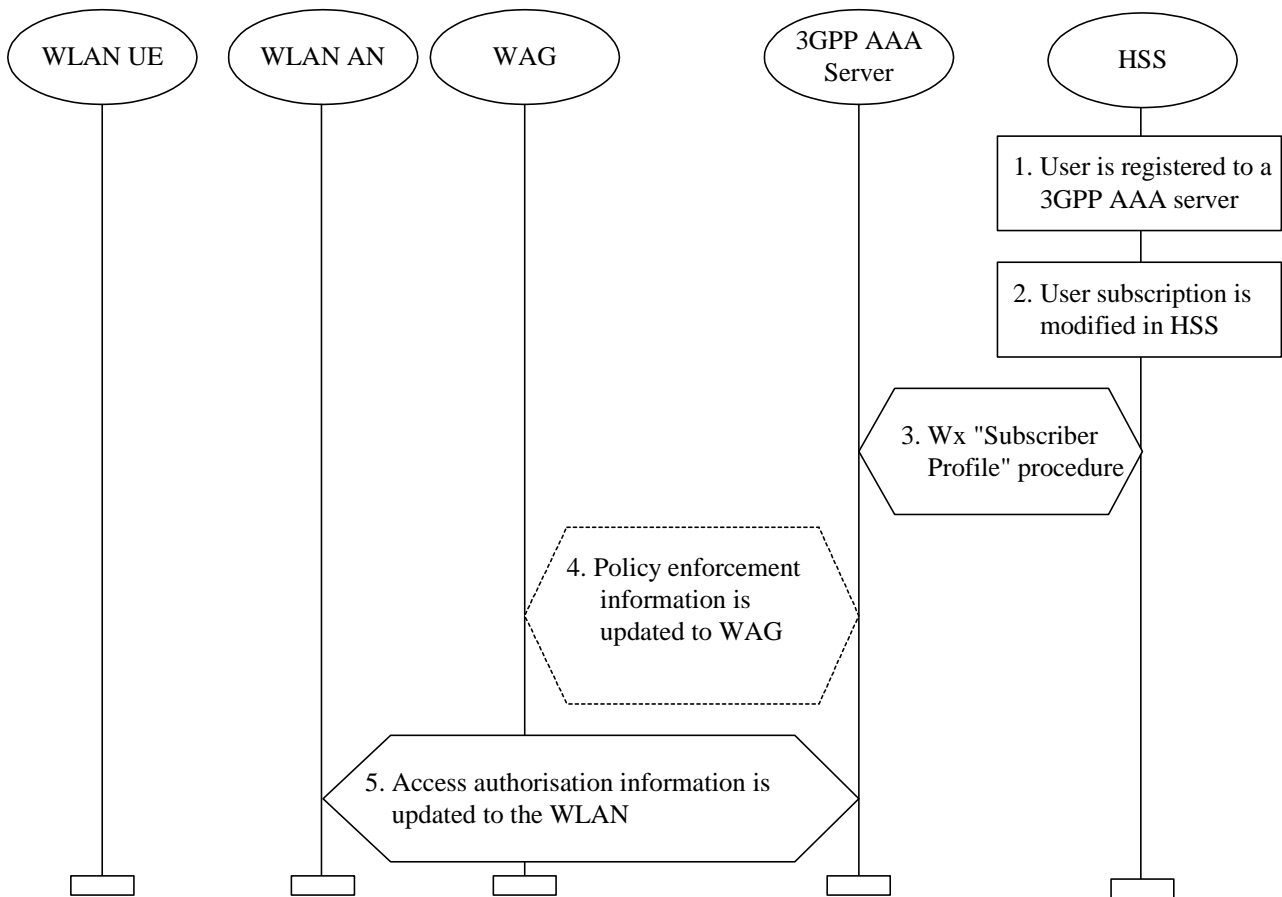 WLAN UE
WLAN AN
WAG
3GPP AAA
Server
HSS
1. User is registered to a
3GPP AAA server
2. User subscription is
modified in HSS
3. Wx "Subscriber
Profile" procedure
4. Policy enforcement
information is
updated to WAG
5. Access authorisation information is
updated to the WLAN